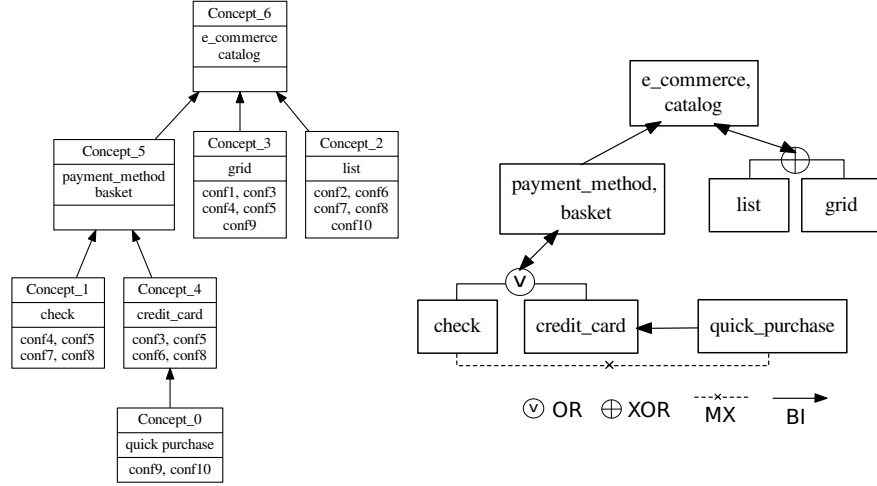 Concept_6
e_commerce
catalog
Concept_5
payment_method
basket
Concept_3
grid
conf1, conf3
conf4, conf5
conf9
Concept_2
list
conf2, conf6
conf7, conf8
conf10
Concept_1
check
conf4, conf5
conf7, conf8
Concept_4
credit_card
conf3, conf5
conf6, conf8
Concept_0
quick purchase
conf9, conf10
e_commerce,
catalog
payment_method,
basket
list
grid
v
check
credit_card
quick_purchase
v OR
XOR
MX
BI